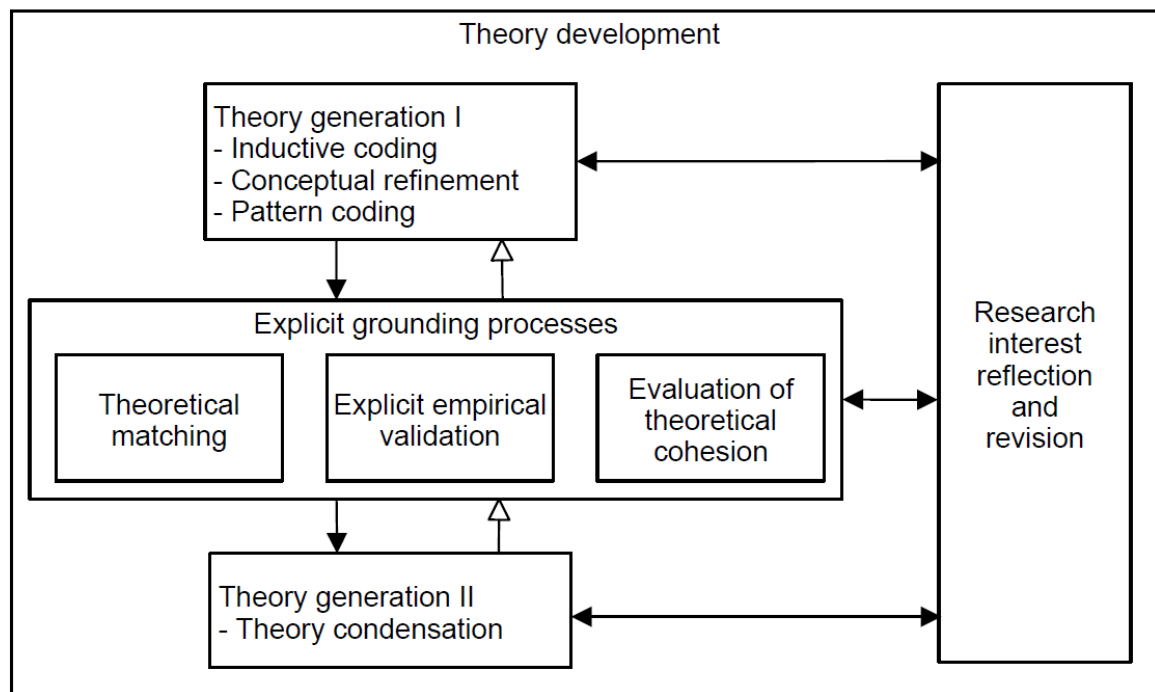 Theory development
Theory generation I
- Inductive coding
- Conceptual refinement
- Pattern coding
Explicit grounding processes
Theoretical
matching
Explicit empirical
validation
Evaluation of
theoretical
cohesion
Theory generation II
- Theory condensation
Research
interest
reflection
and
revision